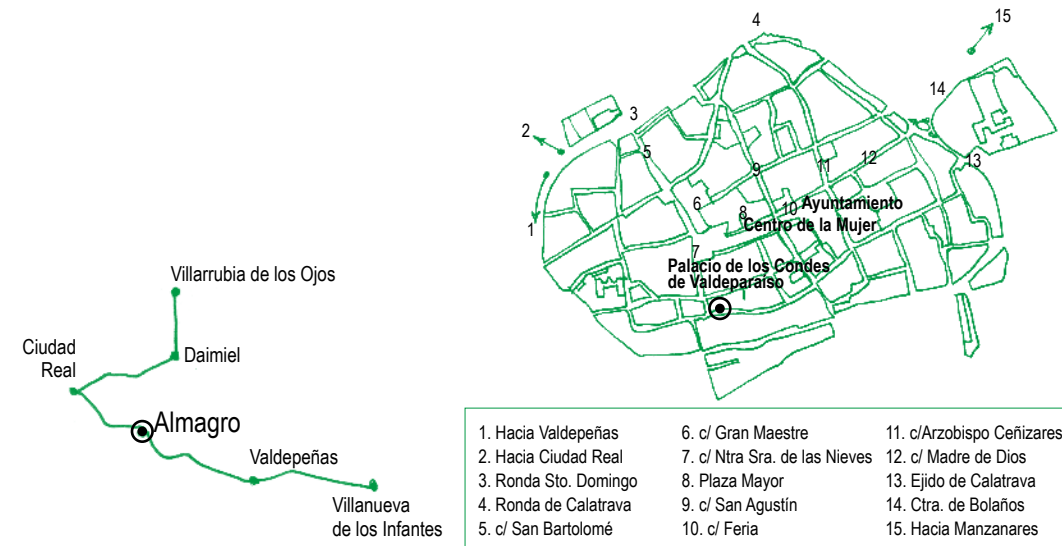 Villarrubia de los Ojos
Ciudad
Real
Daimiel
Almagro
Valdepeñas
Villanueva
de los Infantes
15
4
14
3
2
5
9
11
12
13
6
8
10
Ayuntamiento
Centro de la Mujer
1
7
Palacio de los Condes
de Valdeparaiso
1. Hacia Valdepeñas
2. Hacia Ciudad Real
3. Ronda Sto. Domingo
4. Ronda de Calatrava
5. c/ San Bartolomé
6. c/ Gran Maestre
7. c/ Ntra Sra. de las Nieves
8. Plaza Mayor
9. c/ San Agustín
10. c/ Feria
11. c/Arzobispo Ceñizares
12. c/ Madre de Dios
13. Ejido de Calatrava
14. Ctra. de Bolaños
15. Hacia Manzanares